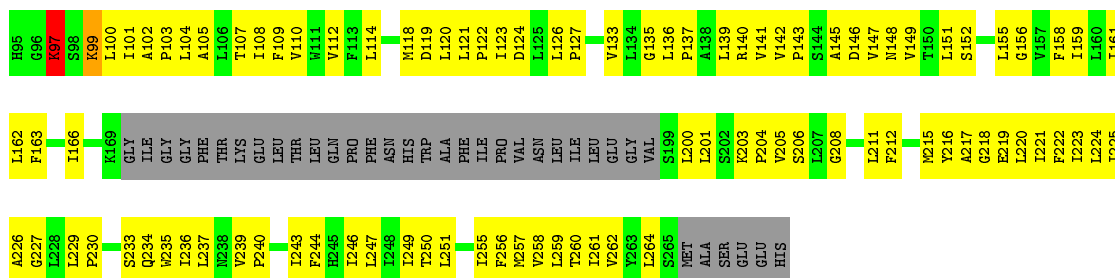 H95 G96 K97 S98 K99 L100 I101 A102 P103 L104 A105 L106 T107 I108 F109 V110 W111 V112 F113 L114 M118 D119 L120 L121 P122 I123 D124 L125 L126 P127 V133 L134 G135 L136 P137 A138 L139 R140 V141 V142 P143 S144 A145 D146 V147 N148 V149 T150 L151 S152 L155 G156 V157 F158 I159 L160 I161
L162 F163 I166 K169 GLY ILE GLY GLY PHE THR LYS GLU LEU THR LEU GLN PRO PHE ASN HIS TRP ALA PHE ILE PRO VAL ASN LEU ILE LEU GLU GLY VAL S199 L200 L201 S202 K203 P204 V205 S206 L207 G208 L211 F212 M215 Y216 A217 G218 E219 L220 I221 F222 I223 L224 I225
A226 G227 L228 L229 P230 S233 Q234 W235 I236 L237 N238 V239 P240 I243 F244 H245 I246 L247 I248 I249 T250 L251 I255 F256 M257 V258 L259 T260 I261 V262 Y263 L264 S265 MET ALA SER GLU GLU HIS